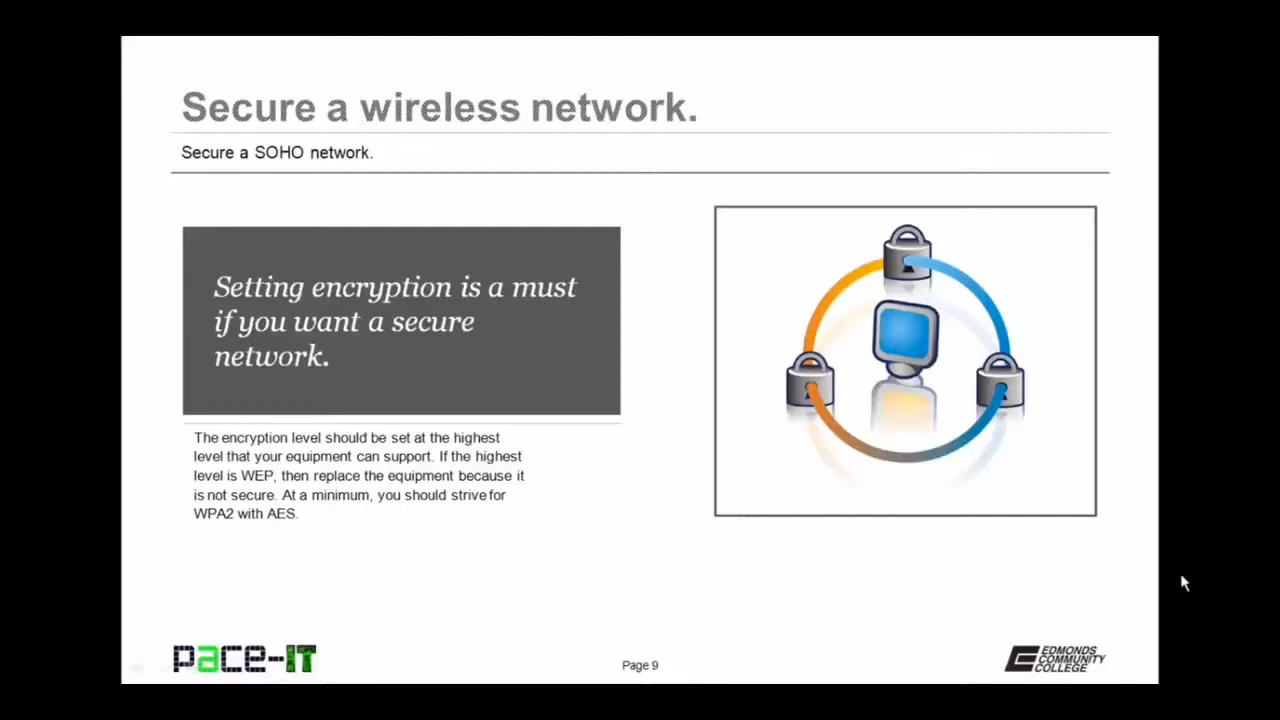 Secure a wireless network.
Secure a SOHO network.
Setting encryption is a must
if you want a secure
network.
The encryption level should be set at the highest
level that your equipment can support. If the highest
level is WEP, then replace the equipment because it
is not secure. At a minimum, you should strive for
WPA2 with AES.
pace-IT
Page 9
EDMONDS
COMMUNITY
COLLEGE